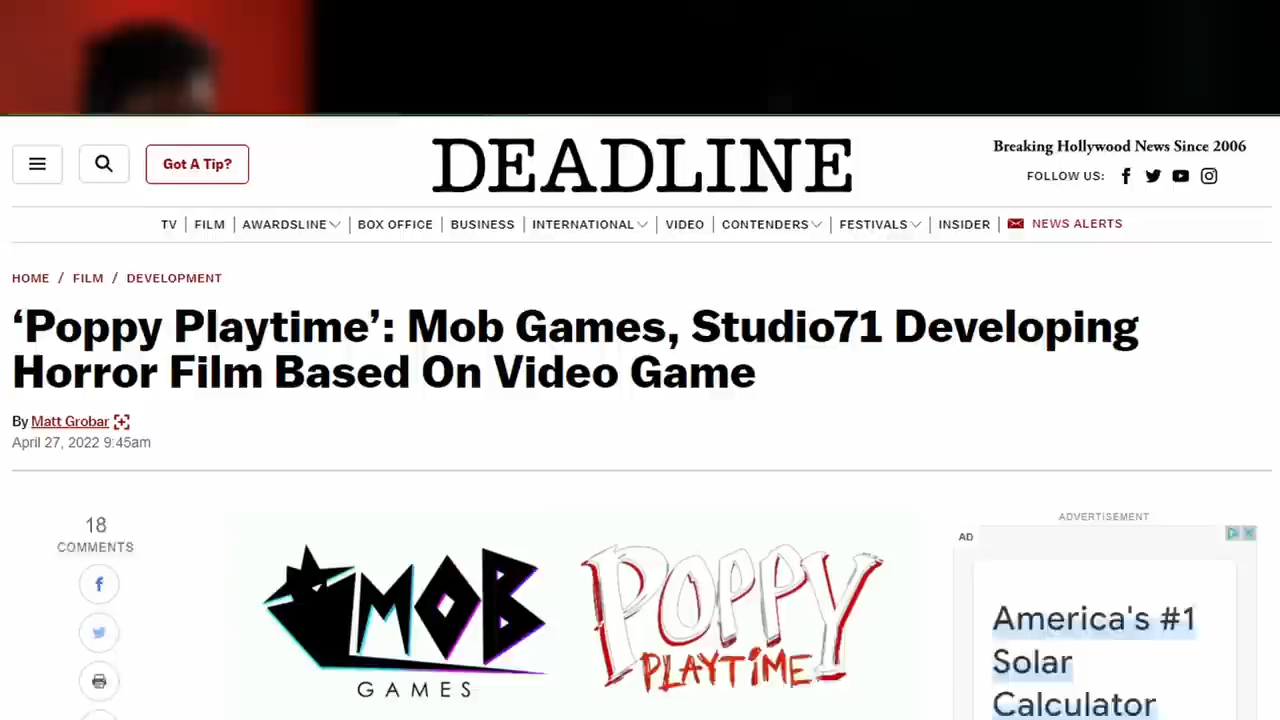 Got A Tip?
DEADLINE
Breaking Hollywood News Since 2006
FOLLOW US:
TV | FILM | AWARDSLINE | BOX OFFICE | BUSINESS | INTERNATIONAL | VIDEO | CONTENDERS | FESTIVALS | INSIDER | NEWS ALERTS
HOME / FILM / DEVELOPMENT
‘Poppy Playtime’: Mob Games, Studio71 Developing
Horror Film Based On Video Game
By Matt Grobar
April 27, 2022 9:45am
18
COMMENTS
MOB
GAMES
POPPY
PLAYTIME
ADVERTISEMENT
AD
America's #1
Solar
Calculator